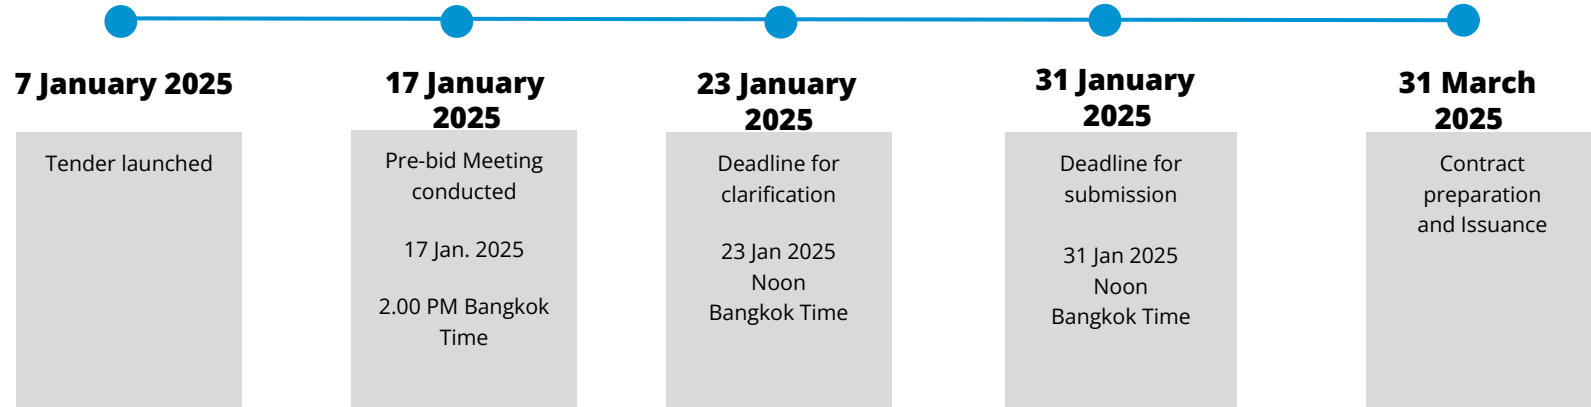 7 January 2025
Tender launched
17 January
2025
Pre-bid Meeting
conducted
17 Jan. 2025
2.00 PM Bangkok
Time
23 January
2025
Deadline for
clarification
23 Jan 2025
Noon
Bangkok Time
31 January
2025
Deadline for
submission
31 Jan 2025
Noon
Bangkok Time
31 March
2025
Contract
preparation
and Issuance